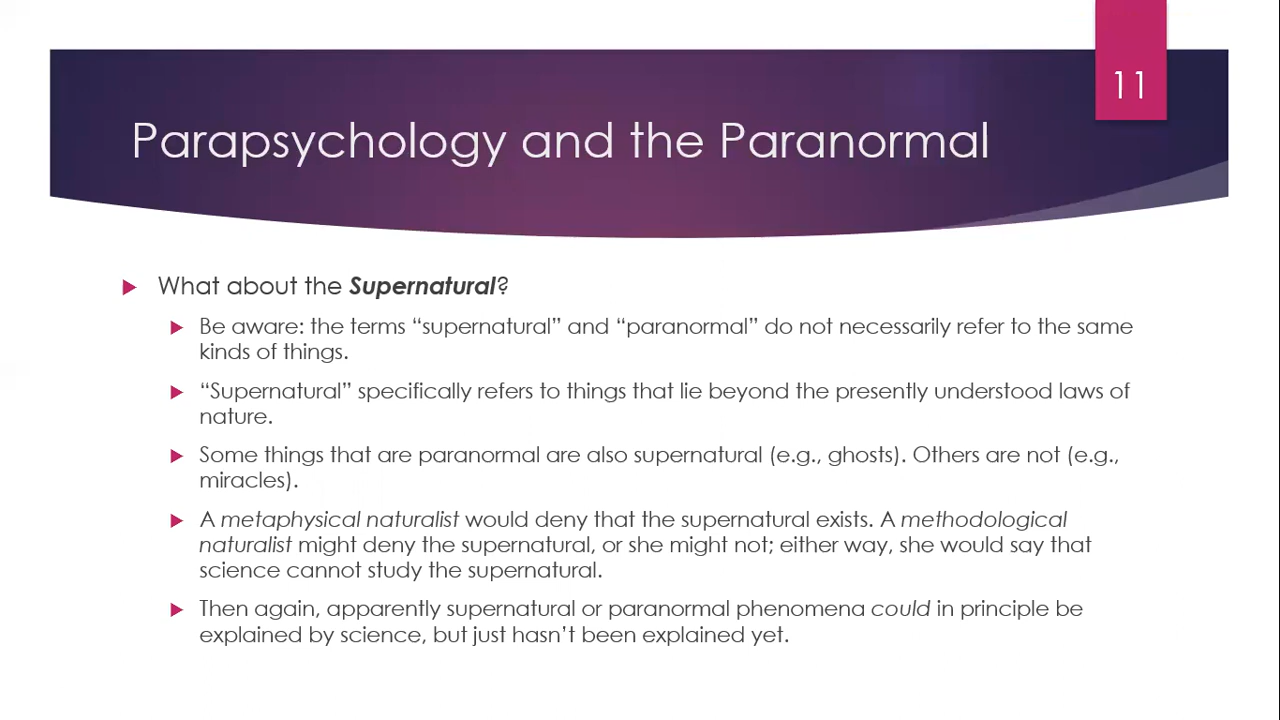 11
Parapsychology and the Paranormal
What about the Supernatural?
Be aware: the terms “supernatural” and “paranormal” do not necessarily refer to the same
kinds of things.
“Supernatural” specifically refers to things that lie beyond the presently understood laws of
nature.
Some things that are paranormal are also supernatural (e.g., ghosts). Others are not (e.g.,
miracles).
A metaphysical naturalist would deny that the supernatural exists. A methodological
naturalist might deny the supernatural, or she might not; either way, she would say that
science cannot study the supernatural.
Then again, apparently supernatural or paranormal phenomena could in principle be
explained by science, but just hasn’t been explained yet.